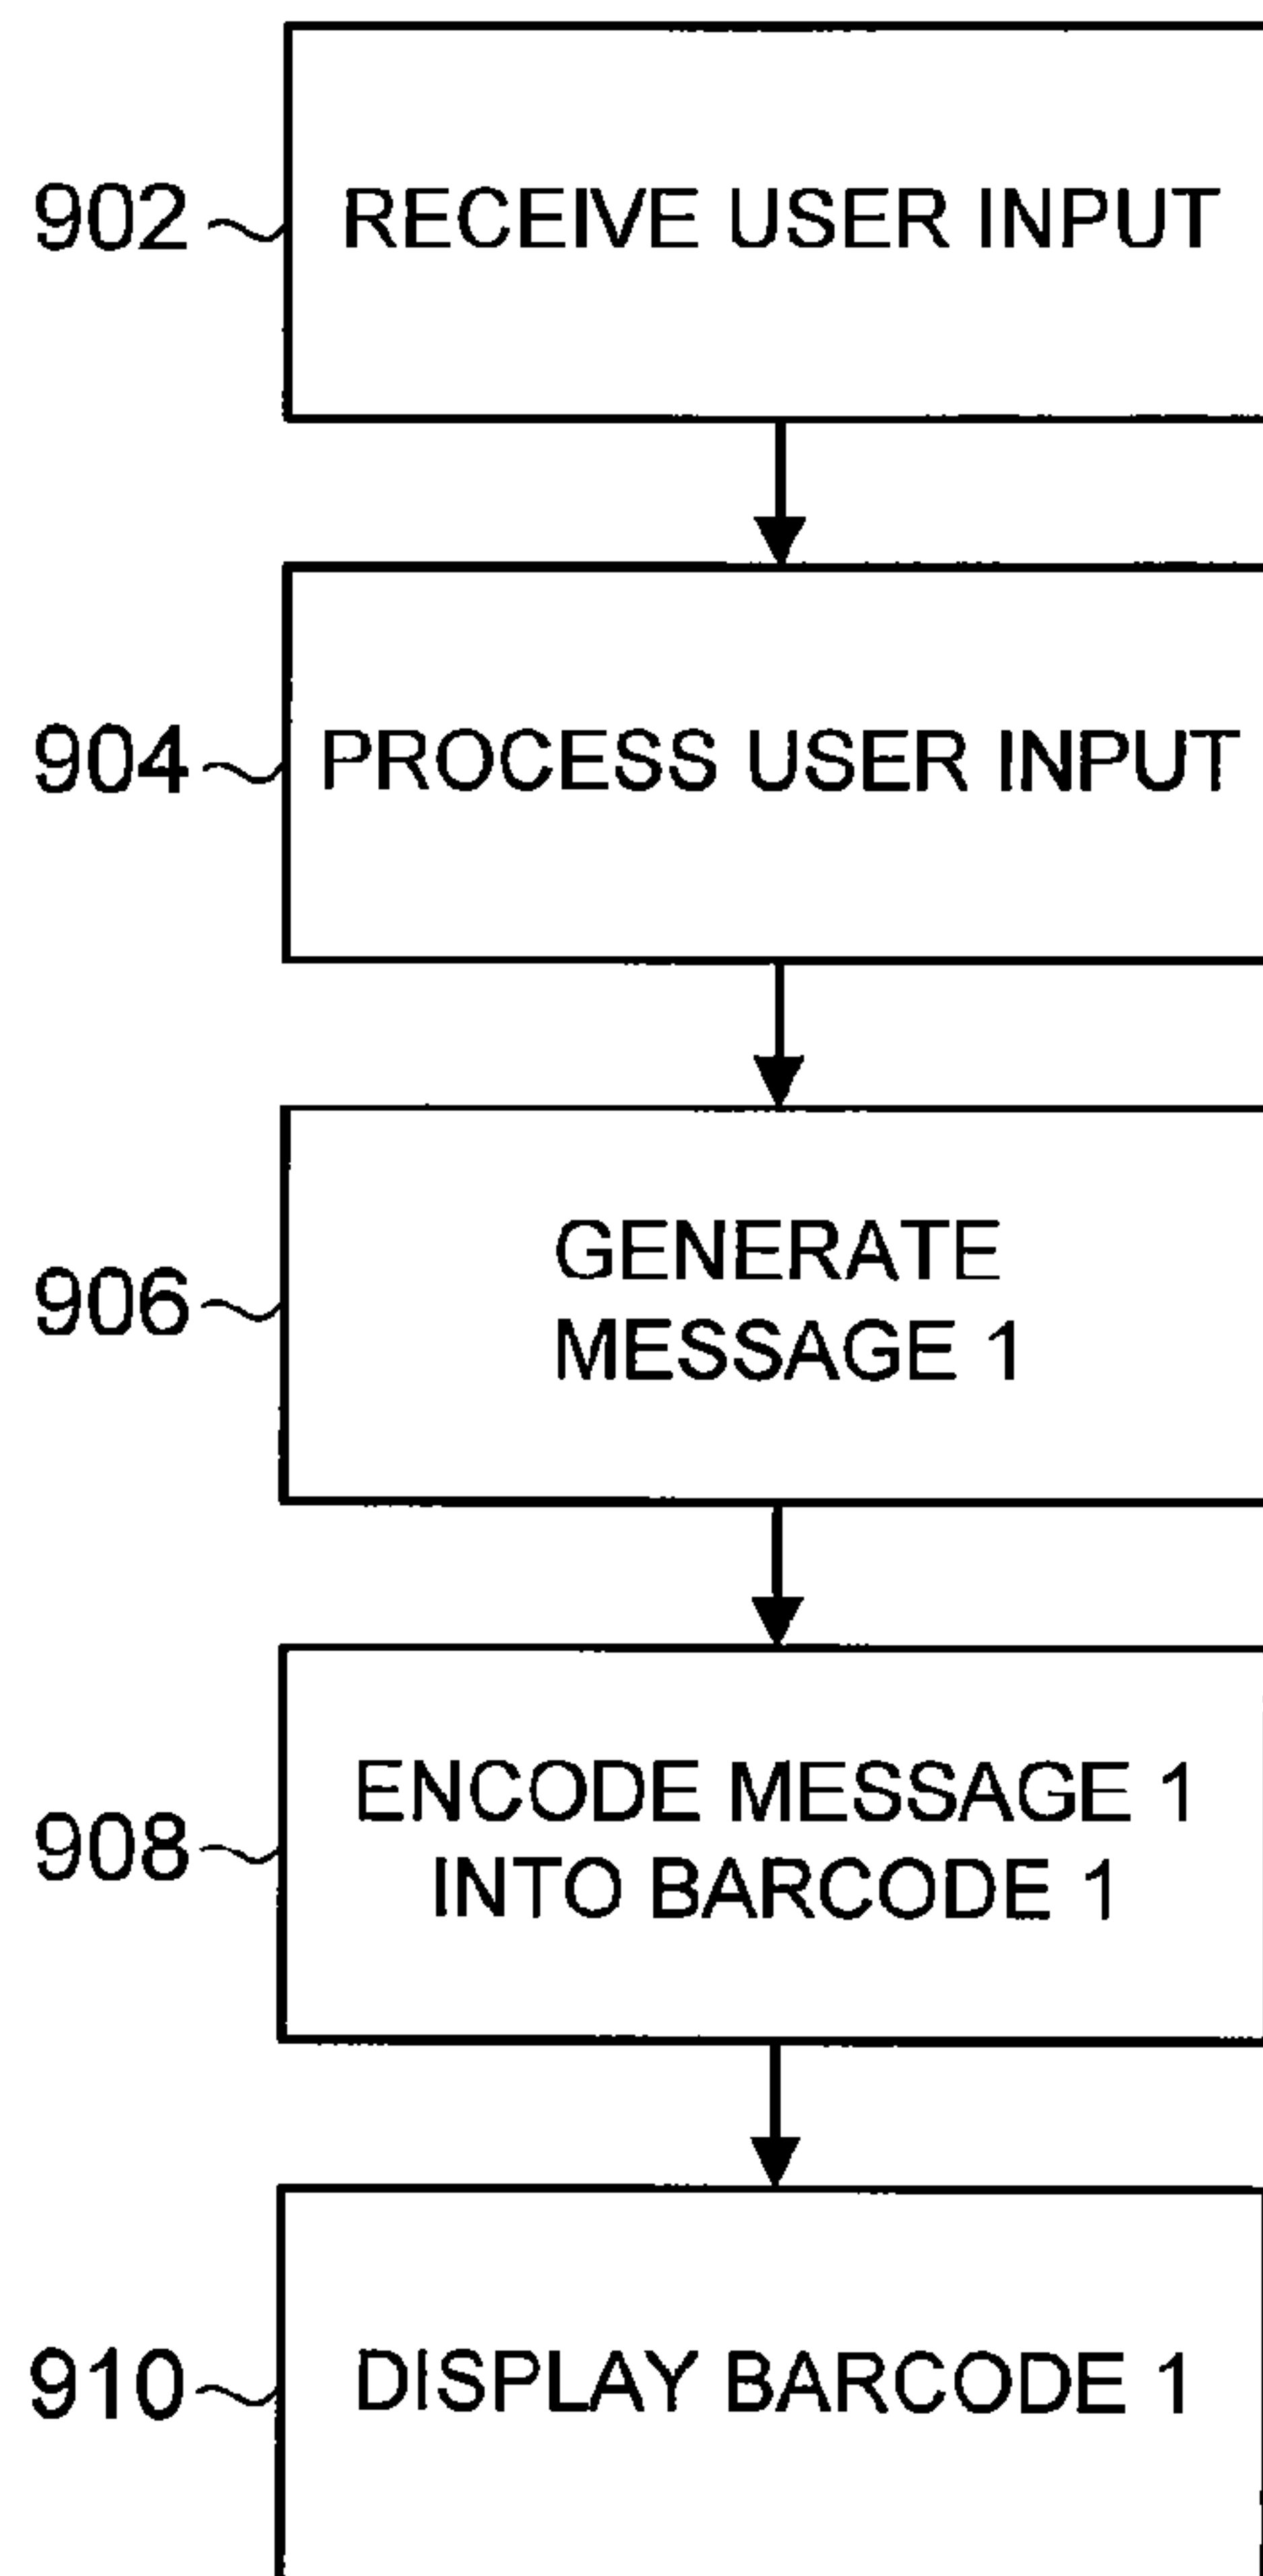 902
RECEIVE USER INPUT
904
PROCESS USER INPUT
906
GENERATE
MESSAGE 1
908
ENCODE MESSAGE 1
INTO BARCODE 1
910
DISPLAY BARCODE 1